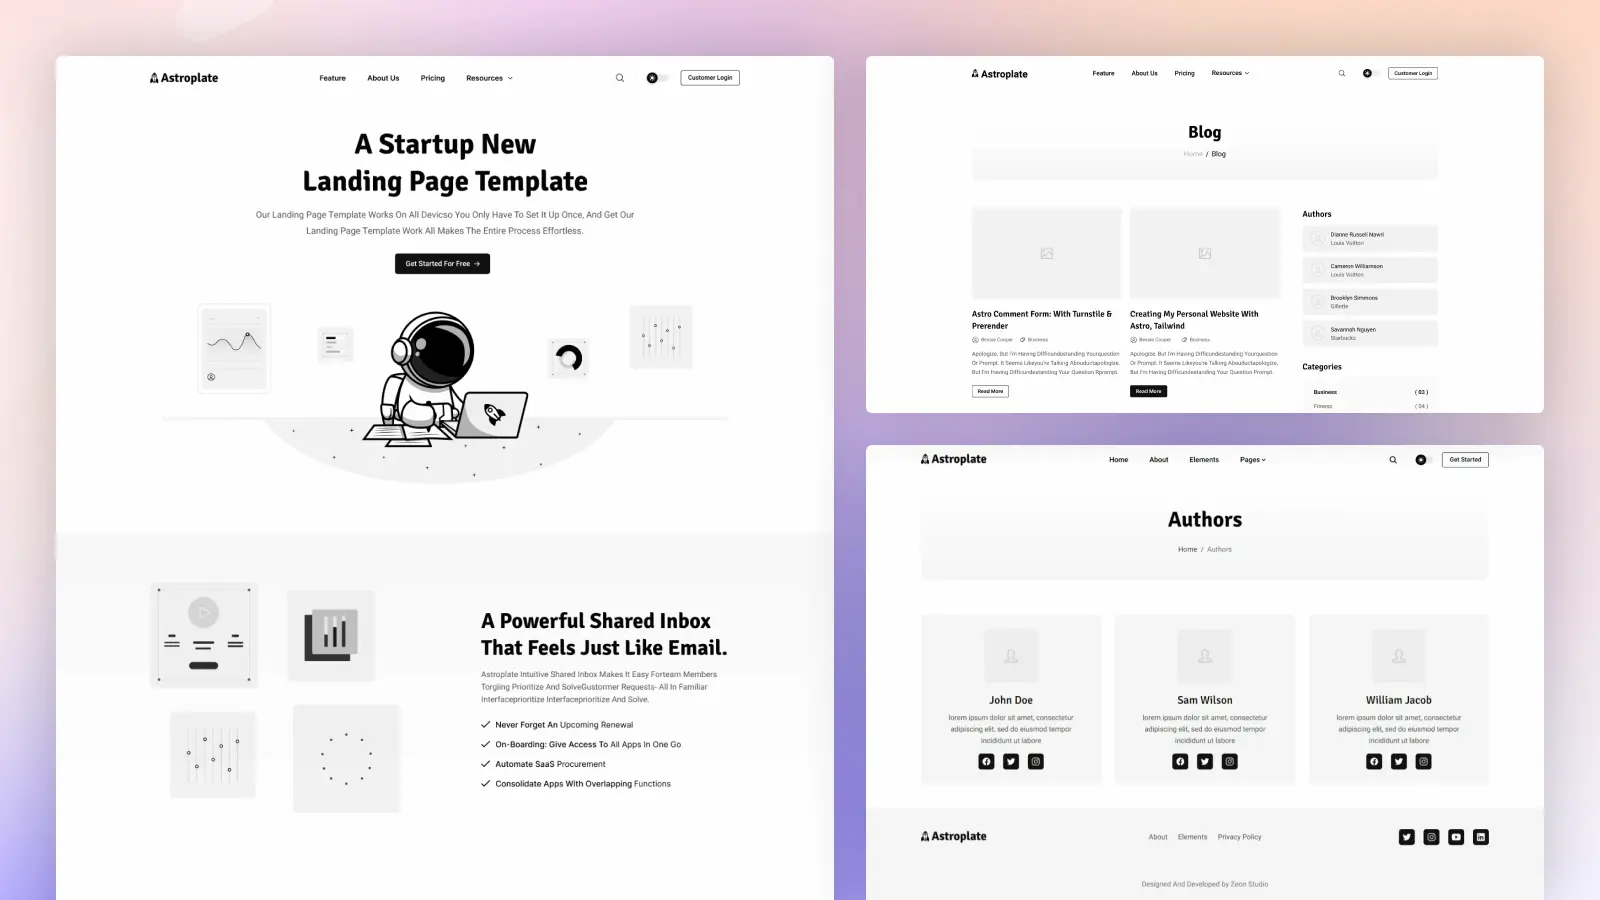 Astroplate
Feature About Us Pricing Resources
Customer Login
A Startup New
Landing Page Template
Our Landing Page Template Works On All Devicso You Only Have To Set It Up Once, And Get Our
Landing Page Template Work All Makes The Entire Process Effortless.
Get Started For Free →
A Powerful Shared Inbox
That Feels Just Like Email.
Astroplate Intuitive Shared Inbox Makes It Easy Forteam Members
Torgiing Prioritize And SolveGustormer Requests- All In Familiar
Interfaceprioritize Interfaceprioritize And Solve.
Never Forget An Upcoming Renewal
On-Boarding: Give Access To All Apps In One Go
Automate SaaS Procurement
Consolidate Apps With Overlapping Functions
Astroplate
Feature About Us Pricing Resources
Customer Login
Blog
Home / Blog
Astro Comment Form: With Turnstile &
Prerender
Bessie Cooper Business
Apologize, But I'm Having Difficundestanding Yourquestion
Or Prompt. It Seems Likeyou're Talking Abouductapologize,
But I'm Having Difficundestanding Your Question Rprompt.
Read More
Creating My Personal Website With
Astro, Tailwind
Bessie Cooper Business
Apologize, But I'm Having Difficundestanding Yourquestion
Or Prompt. It Seems Likeyou're Talking Abouductapologize,
But I'm Having Difficundestanding Your Question Prompt.
Read More
Authors
Dianne Russell Nawril
Louis Vuitton
Cameron Williamson
Louis Vuitton
Brooklyn Simmons
Gillette
Savannah Nguyen
Starbucks
Categories
Business ( 03 )
Fitness ( 04 )
Astroplate
Home About Elements Pages
Get Started
Authors
Home / Authors
John Doe
lorem ipsum dolor sit amet, consectetur
adipiscing elit, sed do eiusmod tempor
incididunt ut labore
Sam Wilson
lorem ipsum dolor sit amet, consectetur
adipiscing elit, sed do eiusmod tempor
incididunt ut labore
William Jacob
lorem ipsum dolor sit amet, consectetur
adipiscing elit, sed do eiusmod tempor
incididunt ut labore
Astroplate
About Elements Privacy Policy
Designed And Developed by Zeon Studio